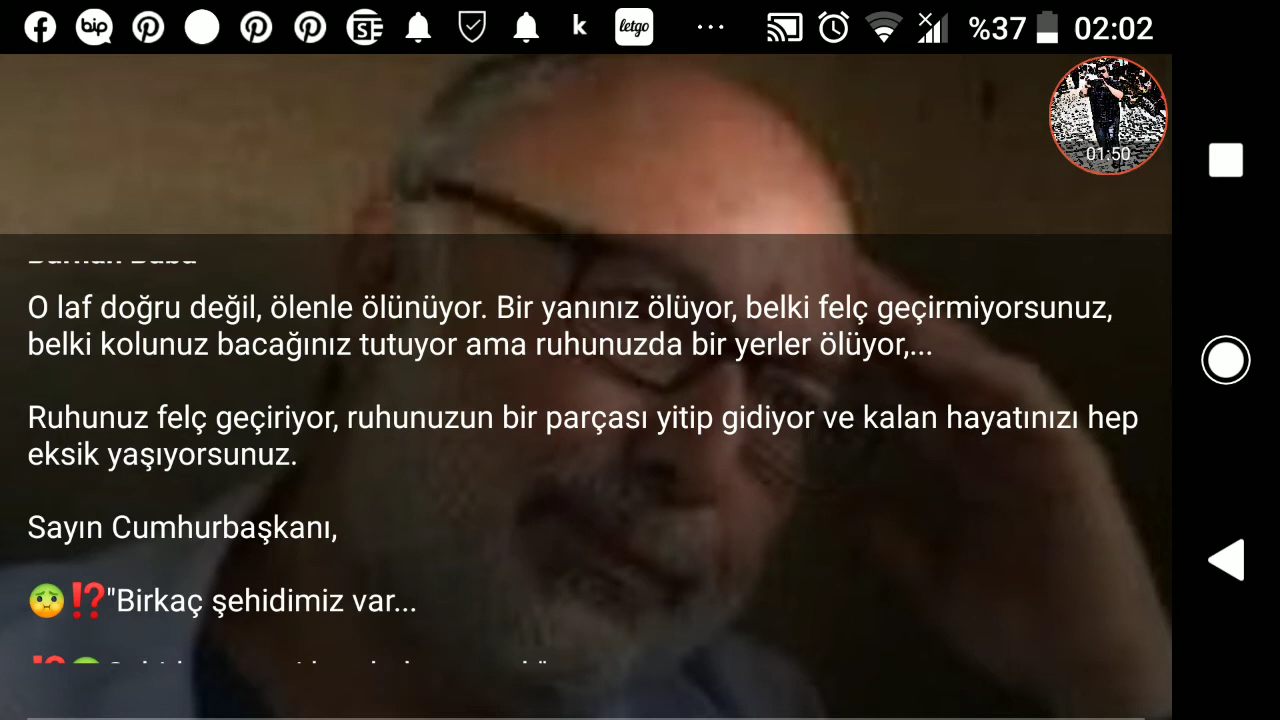 bip
S
k
letgo
...
%37
02:02
01:50
O laf doğru değil, ölenle ölünüyor. Bir yanınız ölüyor, belki felç geçirmiyorsunuz,
belki kolunuz bacağınız tutuyor ama ruhunuzda bir yerler ölüyor,...
Ruhunuz felç geçiriyor, ruhunuzun bir parçası yitip gidiyor ve kalan hayatınızı hep
eksik yaşıyorsunuz.
Sayın Cumhurbaşkanı,
🤢⁉️"Birkaç şehidimiz var...